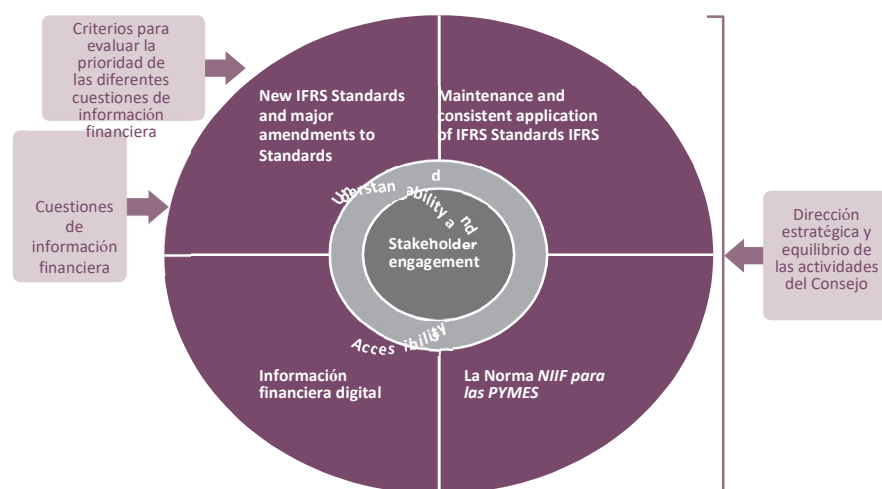 Criterios para
evaluar la
prioridad de
las diferentes
cuestiones de
información
financiera
Cuestiones
de
información
financiera
New IFRS Standards
and major
amendments to
Standards
Maintenance and
consistent application
of IFRS Standards IFRS
Stakeholder
engagement
Accessibility
Información
financiera digital
La Norma NIIF para
las PYMES
Dirección
estratégica y
equilibrio de
las actividades
del Consejo